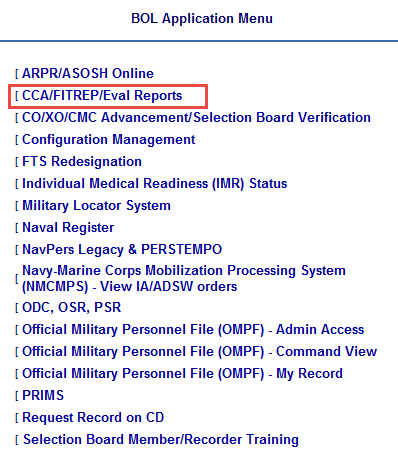 BOL Application Menu
[ ARPR/ASOSH Online
[ CCA/FITREP/Eval Reports
[ CO/XO/CMC Advancement/Selection Board Verification
[ Configuration Management
[ FTS Redesignation
[ Individual Medical Readiness (IMR) Status
[ Military Locator System
[ Naval Register
[ NavPers Legacy & PERSTEMPO
[ Navy-Marine Corps Mobilization Processing System
(NMCMPS) - View IA/ADSW orders
[ ODC, OSR, PSR
[ Official Military Personnel File (OMPF) - Admin Access
[ Official Military Personnel File (OMPF) - Command View
[ Official Military Personnel File (OMPF) - My Record
[ PRIMS
[ Request Record on CD
[ Selection Board Member/Recorder Training